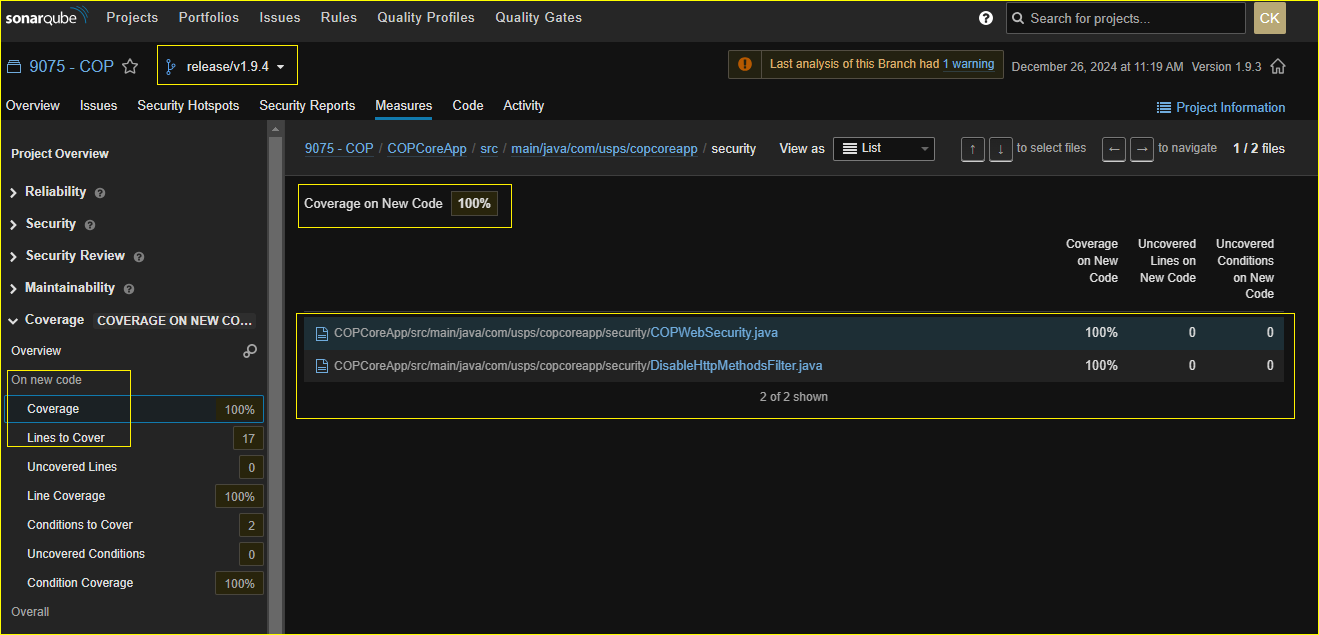 sonarqube Projects Portfolios Issues Rules Quality Profiles Quality Gates ? Search for projects... CK
9075 - COP release/v1.9.4 Last analysis of this Branch had 1 warning December 26, 2024 at 11:19 AM Version 1.9.3
Overview Issues Security Hotspots Security Reports Measures Code Activity Project Information
Project Overview
Reliability ?
Security ?
Security Review ?
Maintainability ?
Coverage COVERAGE ON NEW CO...
Overview
On new code
Coverage 100%
Lines to Cover 17
Uncovered Lines 0
Line Coverage 100%
Conditions to Cover 2
Uncovered Conditions 0
Condition Coverage 100%
Overall
9075 - COP / COPCoreApp / src / main/java/com/usps/copcoreapp / security View as List ↑ ↓ to select files ← → to navigate 1 / 2 files
Coverage on New Code 100%
Coverage on New Code
Uncovered Lines on New Code
Uncovered Conditions on New Code
COPCoreApp/src/main/java/com/usps/copcoreapp/security/COPWebSecurity.java 100% 0 0
COPCoreApp/src/main/java/com/usps/copcoreapp/security/DisableHttpMethodsFilter.java 100% 0 0
2 of 2 shown